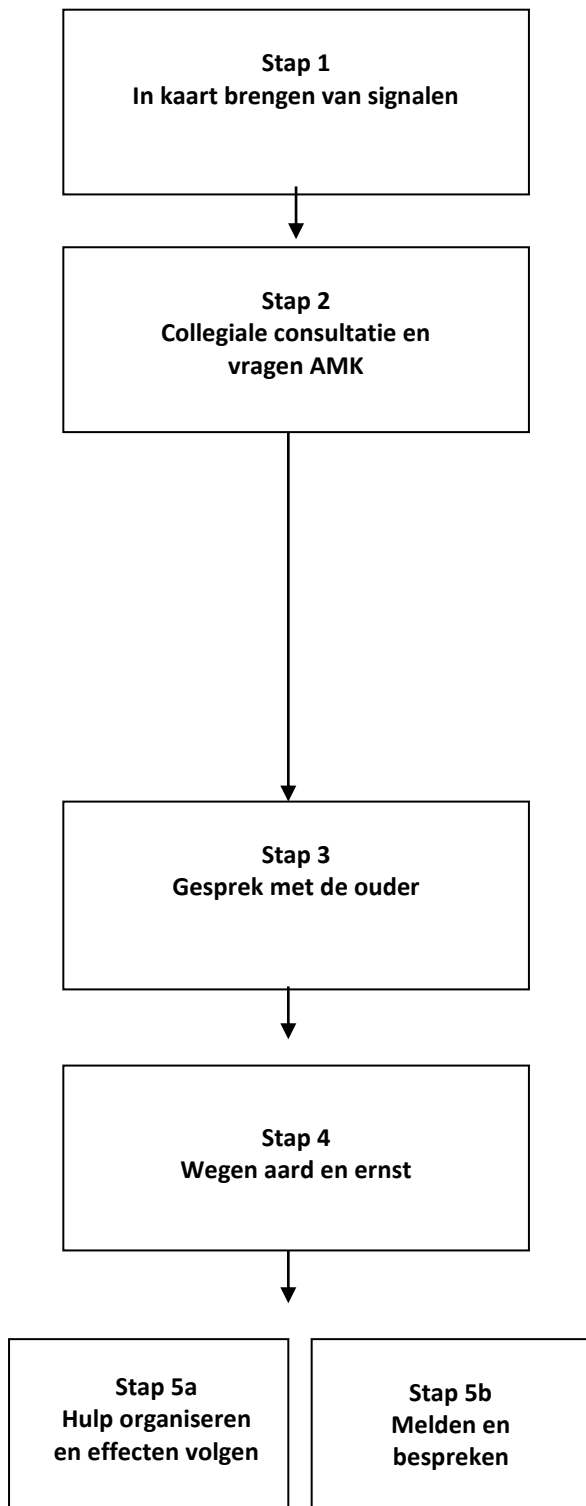 Stap 1
In kaart brengen van signalen
Stap 2
Collegiale consultatie en
vragen AMK
Stap 3
Gesprek met de ouder
Stap 4
Wegen aard en ernst
Stap 5a
Hulp organiseren
en effecten volgen
Stap 5b
Melden en
bespreken